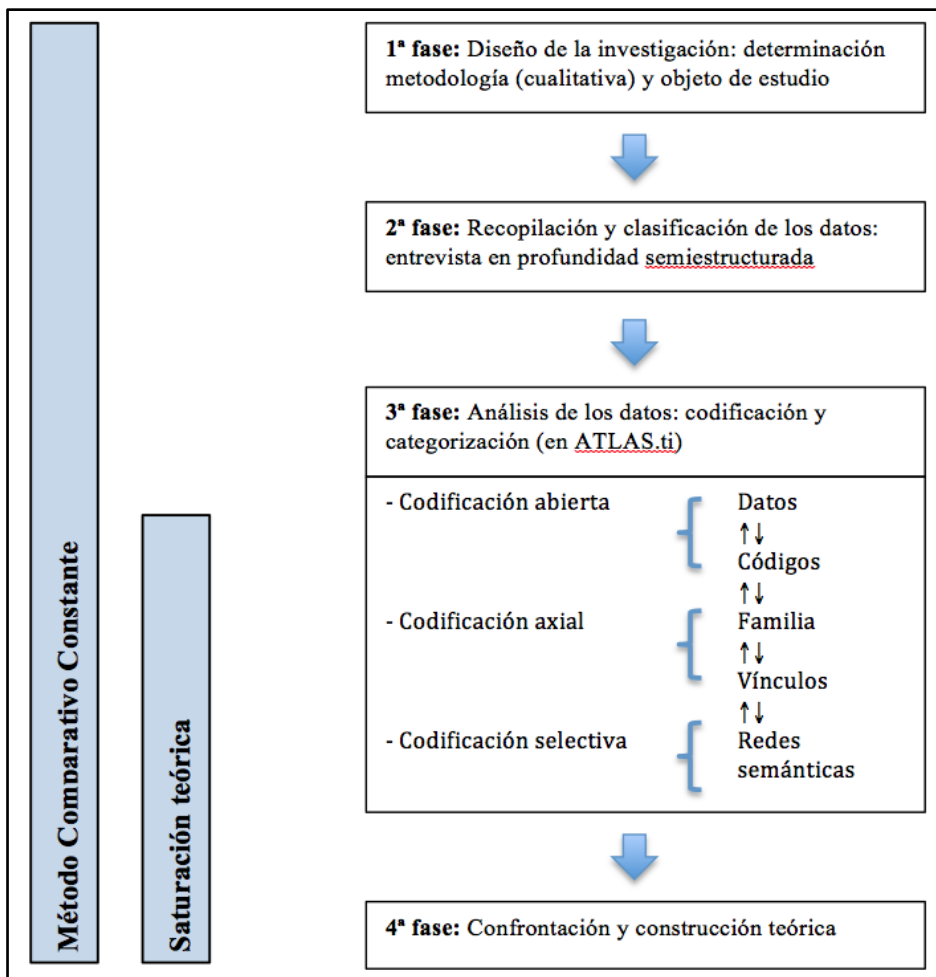 1ª fase: Diseño de la investigación: determinación
metodología (cualitativa) y objeto de estudio
2ª fase: Recopilación y clasificación de los datos:
entrevista en profundidad semiestructurada
3ª fase: Análisis de los datos: codificación y
categorización (en ATLAS.ti)
- Codificación abierta
Datos
↑↓
Códigos
↑↓
- Codificación axial
Familia
↑↓
Vínculos
↑↓
- Codificación selectiva
Redes
semánticas
4ª fase: Confrontación y construcción teórica
Método Comparativo Constante
Saturación teórica